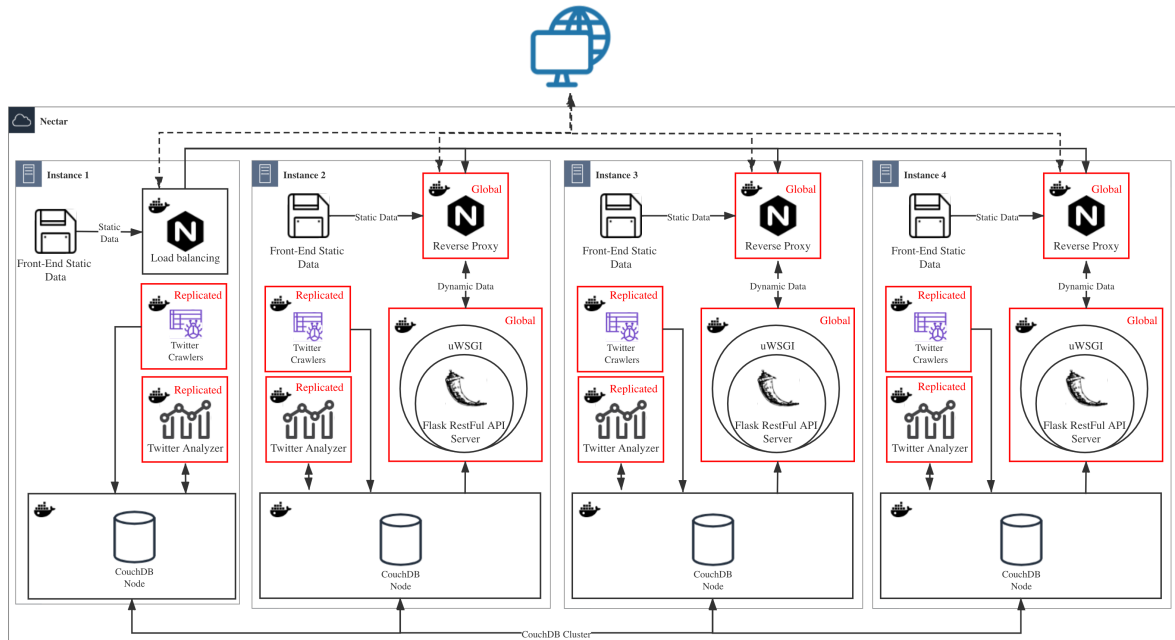 Nectar
Instance 1
Static
Data
Front-End Static
Data
N
Load balancing
Replicated
Twitter
Crawlers
Replicated
Twitter Analyzer
CouchDB
Node
Instance 2
Front-End Static
Data
Static Data
Global
N
Reverse Proxy
Dynamic Data
Replicated
Twitter
Crawlers
Replicated
Twitter Analyzer
Global
uWSGI
Flask RestFul API
Server
CouchDB
Node
Instance 3
Front-End Static
Data
Static Data
Global
N
Reverse Proxy
Dynamic Data
Replicated
Twitter
Crawlers
Replicated
Twitter Analyzer
Global
uWSGI
Flask RestFul API
Server
CouchDB
Node
Instance 4
Front-End Static
Data
Static Data
Global
N
Reverse Proxy
Dynamic Data
Replicated
Twitter
Crawlers
Replicated
Twitter Analyzer
Global
uWSGI
Flask RestFul API
Server
CouchDB
Node
CouchDB Cluster